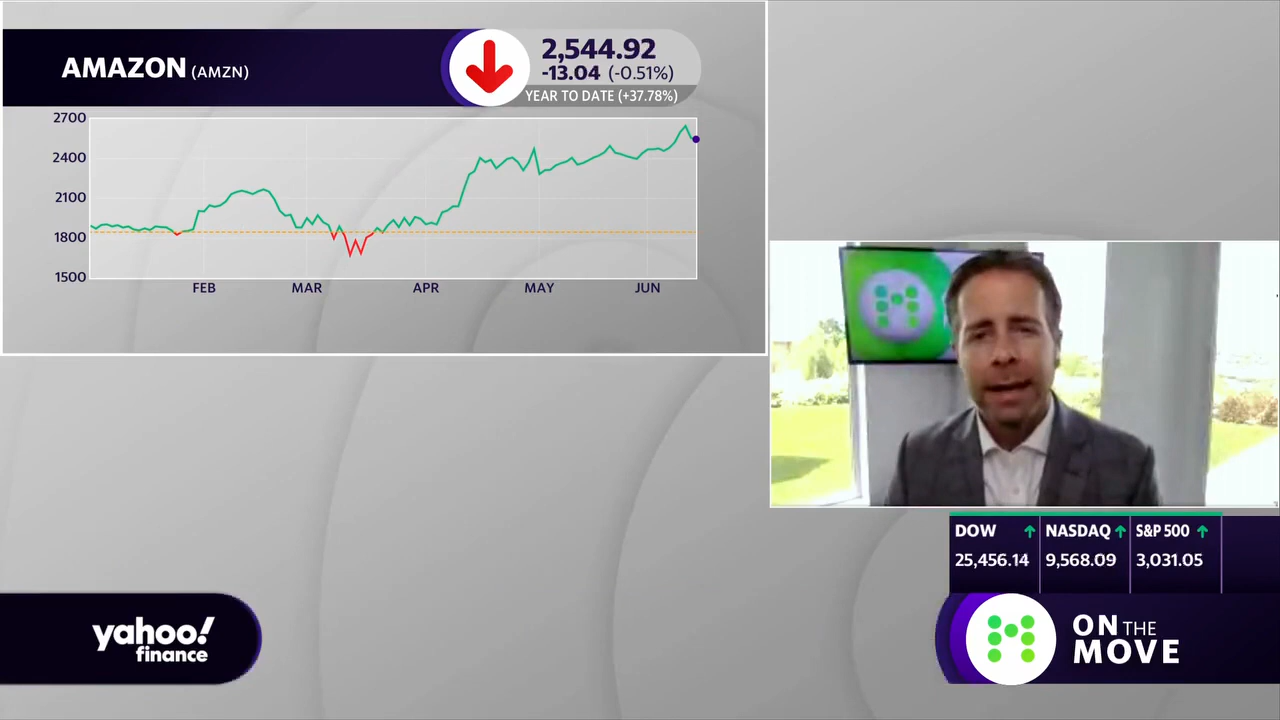 AMAZON (AMZN)
2,544.92
-13.04 (-0.51%)
YEAR TO DATE (+37.78%)
2700
2400
2100
1800
1500
FEB MAR APR MAY JUN
DOW NASDAQ S&P 500
25,456.14 9,568.09 3,031.05
yahoo!
finance
ON THE
MOVE